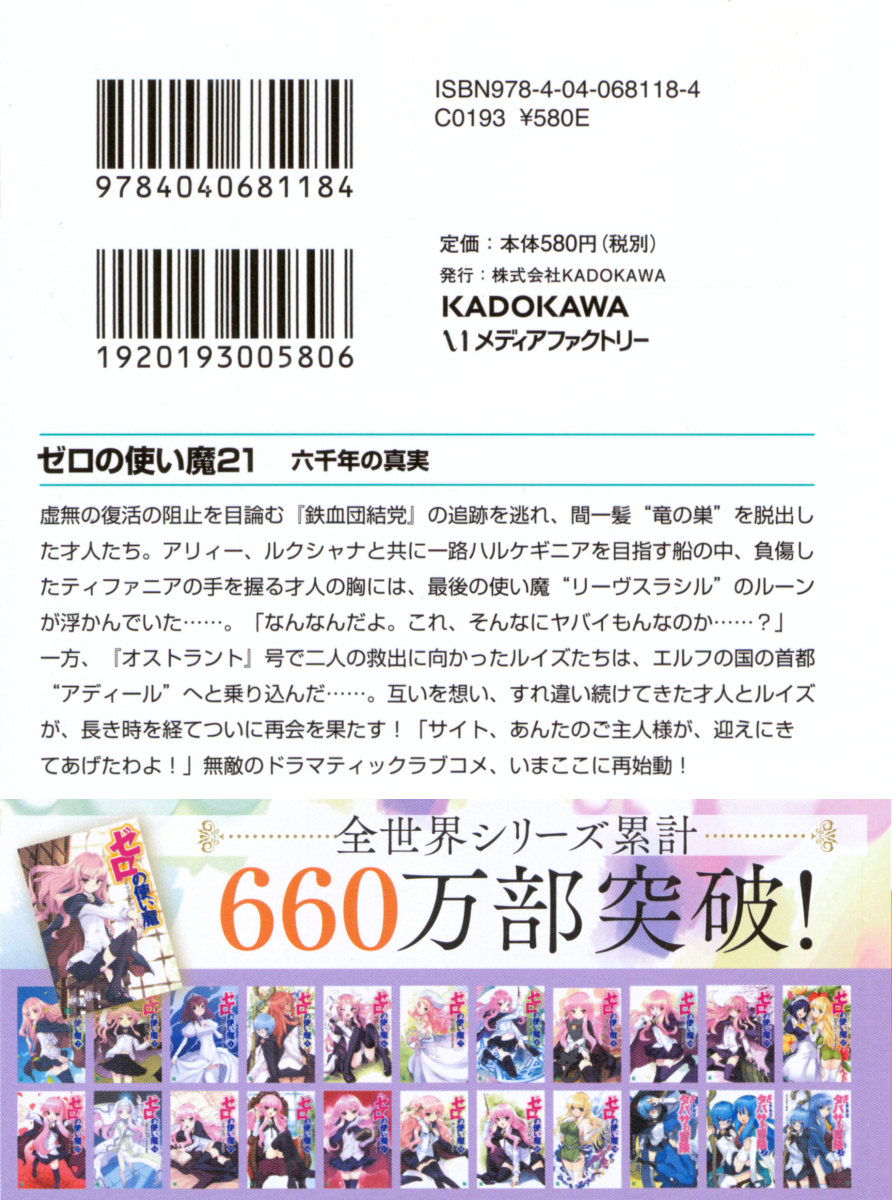 ISBN978-4-04-068118-4
C0193 ¥580E
9784040681184
定価：本体580円（税別）
発行：株式会社KADOKAWA
KADOKAWA
メディアファクトリー
1920193005806
ゼロの使い魔21　六千年の真実
虚無の復活の阻止を目論む『鉄血団結党』の追跡を逃れ、間一髪“竜の巣”を脱出し
た才人たち。アリィー、ルクシャナと共に一路ハルケギニアを目指す船の中、負傷し
たティファニアの手を握る才人の胸には、最後の使い魔“リーヴスラシル”のルーン
が浮かんでいた……。「なんなんだよ。これ、そんなにヤバイもんなのか……？」
一方、『オストラント』号で二人の救出に向かったルイズたちは、エルフの国の首都
“アディール”へと乗り込んだ……。互いを想い、すれ違い続けてきた才人とルイズ
が、長き時を経てついに再会を果たす！「サイト、あんたのご主人様が、迎えにき
てあげたわよ！」無敵のドラマティックラブコメ、いまここに再始動！
全世界シリーズ累計
660万部突破！
ゼロの使い魔